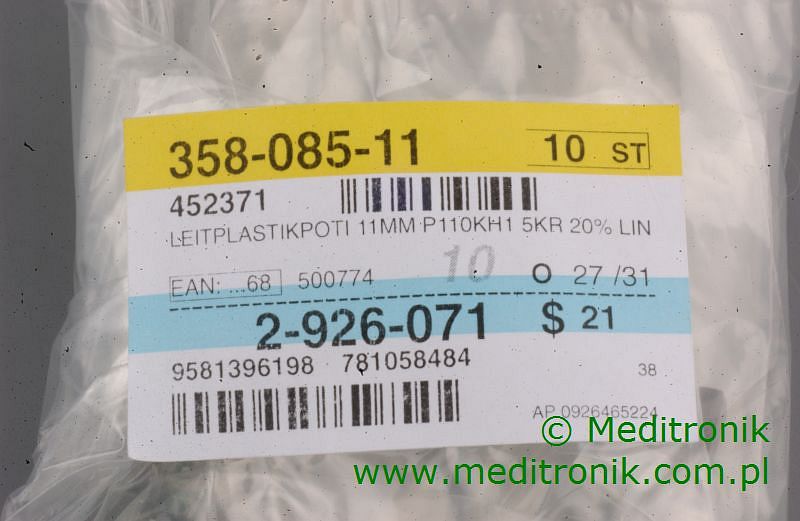 358-085-11 10 ST
452371
LEITPLASTIKPOTI 11MM P110KH1 5KR 20% LIN
10
EAN: ...68 500774 O 27 /31
2-926-071 $ 21
9581396198 781058484 38
AP 0926465224
© Meditronik
www.meditronik.com.pl